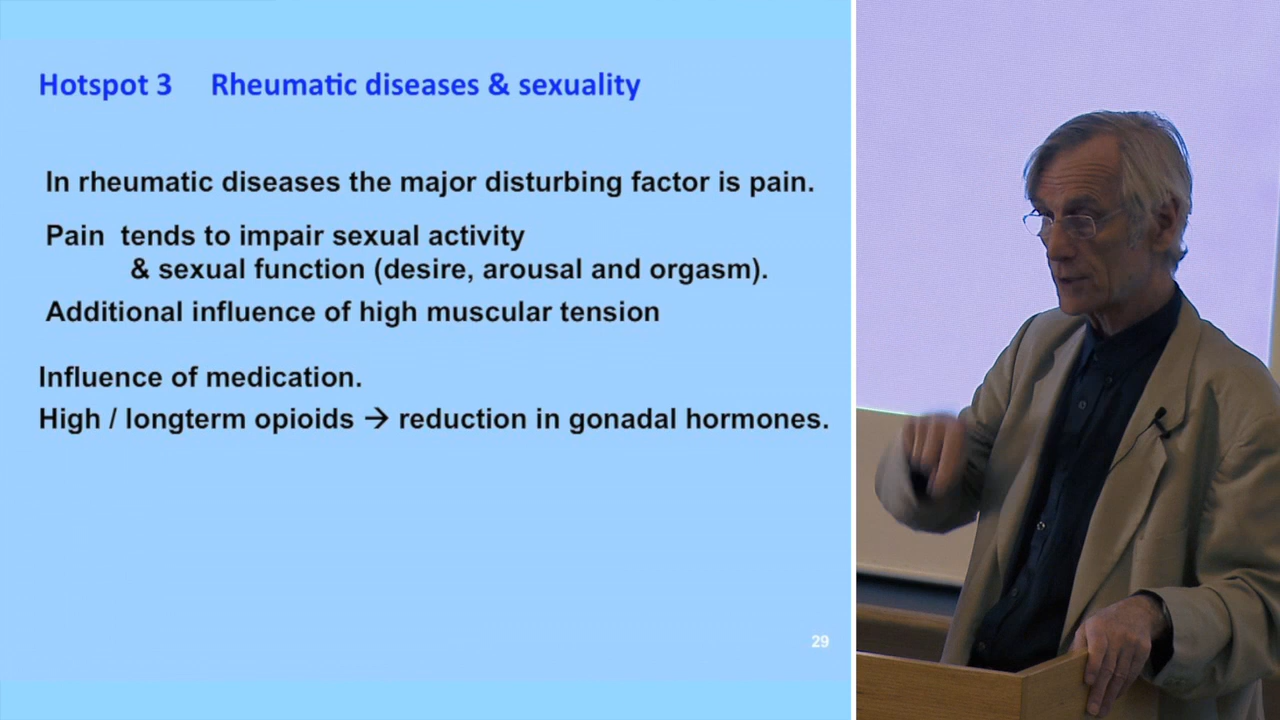 Hotspot 3 Rheumatic diseases & sexuality
In rheumatic diseases the major disturbing factor is pain.
Pain tends to impair sexual activity
& sexual function (desire, arousal and orgasm).
Additional influence of high muscular tension
Influence of medication.
High / longterm opioids → reduction in gonadal hormones.
29